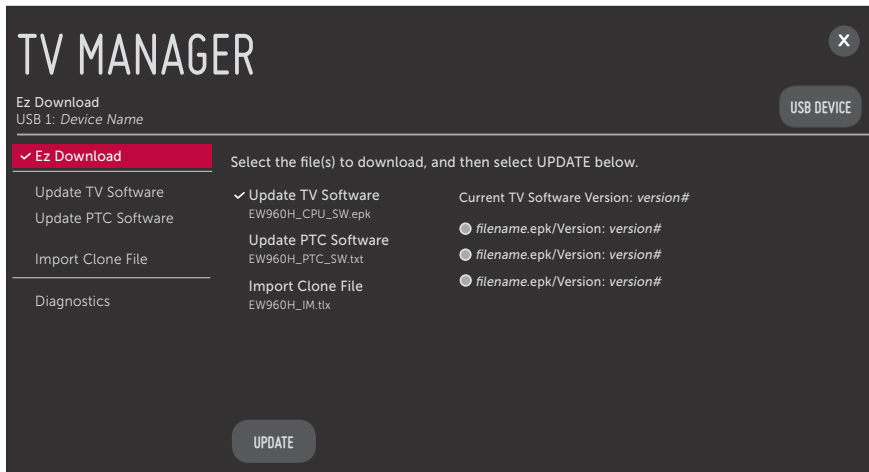 TV MANAGER
X
Ez Download
USB 1: Device Name
USB DEVICE
Ez Download
Update TV Software
Update PTC Software
Import Clone File
Diagnostics
Select the file(s) to download, and then select UPDATE below.
Update TV Software
EW960H_CPU_SW.epk
Update PTC Software
EW960H_PTC_SW.txt
Import Clone File
EW960H_IM.tlx
Current TV Software Version: version#
filename.epk/Version: version#
filename.epk/Version: version#
filename.epk/Version: version#
UPDATE